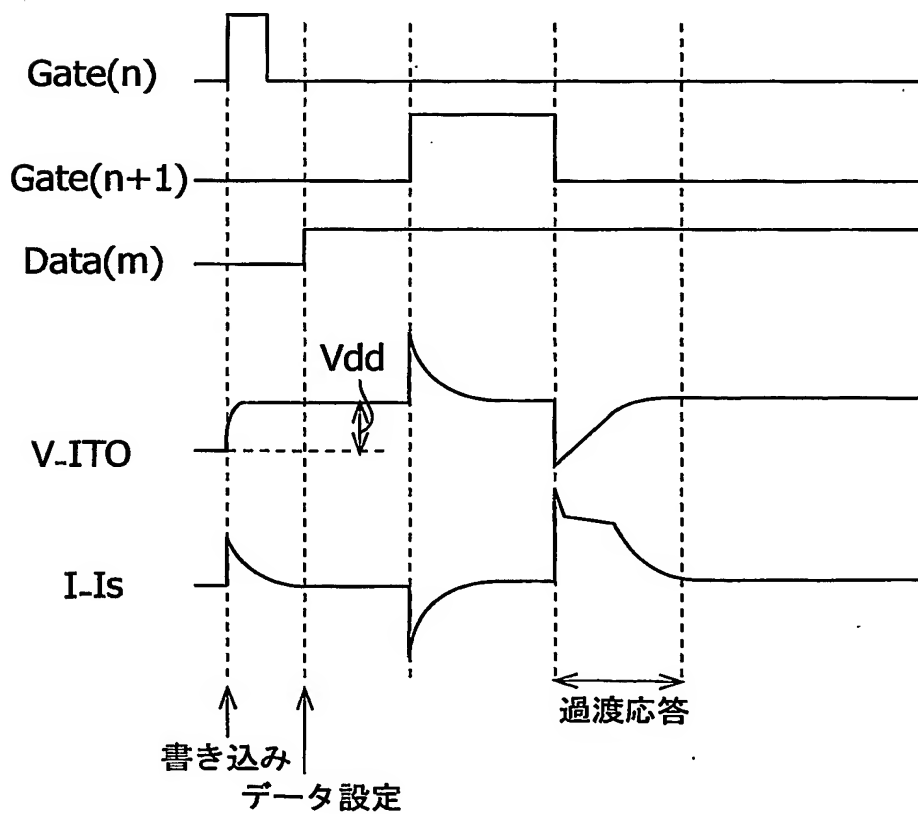 Gate(n)
Gate(n+1)
Data(m)
Vdd
V-ITO
I-Is
過渡応答
書き込み
データ設定